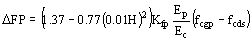 ΔFP = (1.37 − 0.77(0.01H)²)K_fp E_p/E_c (f_cgp − f_cds)